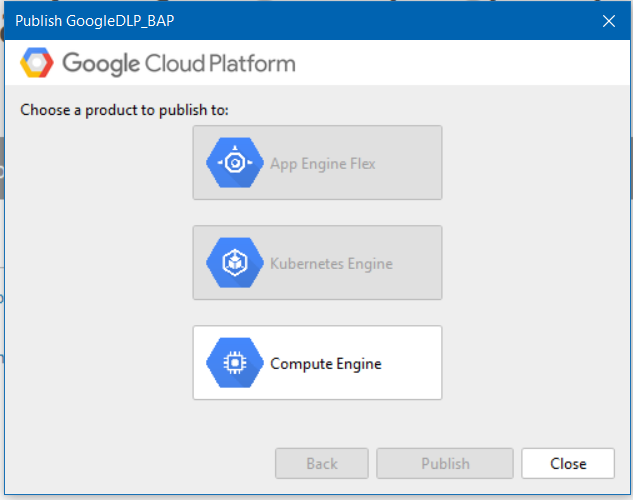 Publish GoogleDLP_BAP
Google Cloud Platform
Choose a product to publish to:
App Engine Flex
Kubernetes Engine
Compute Engine
Back
Publish
Close